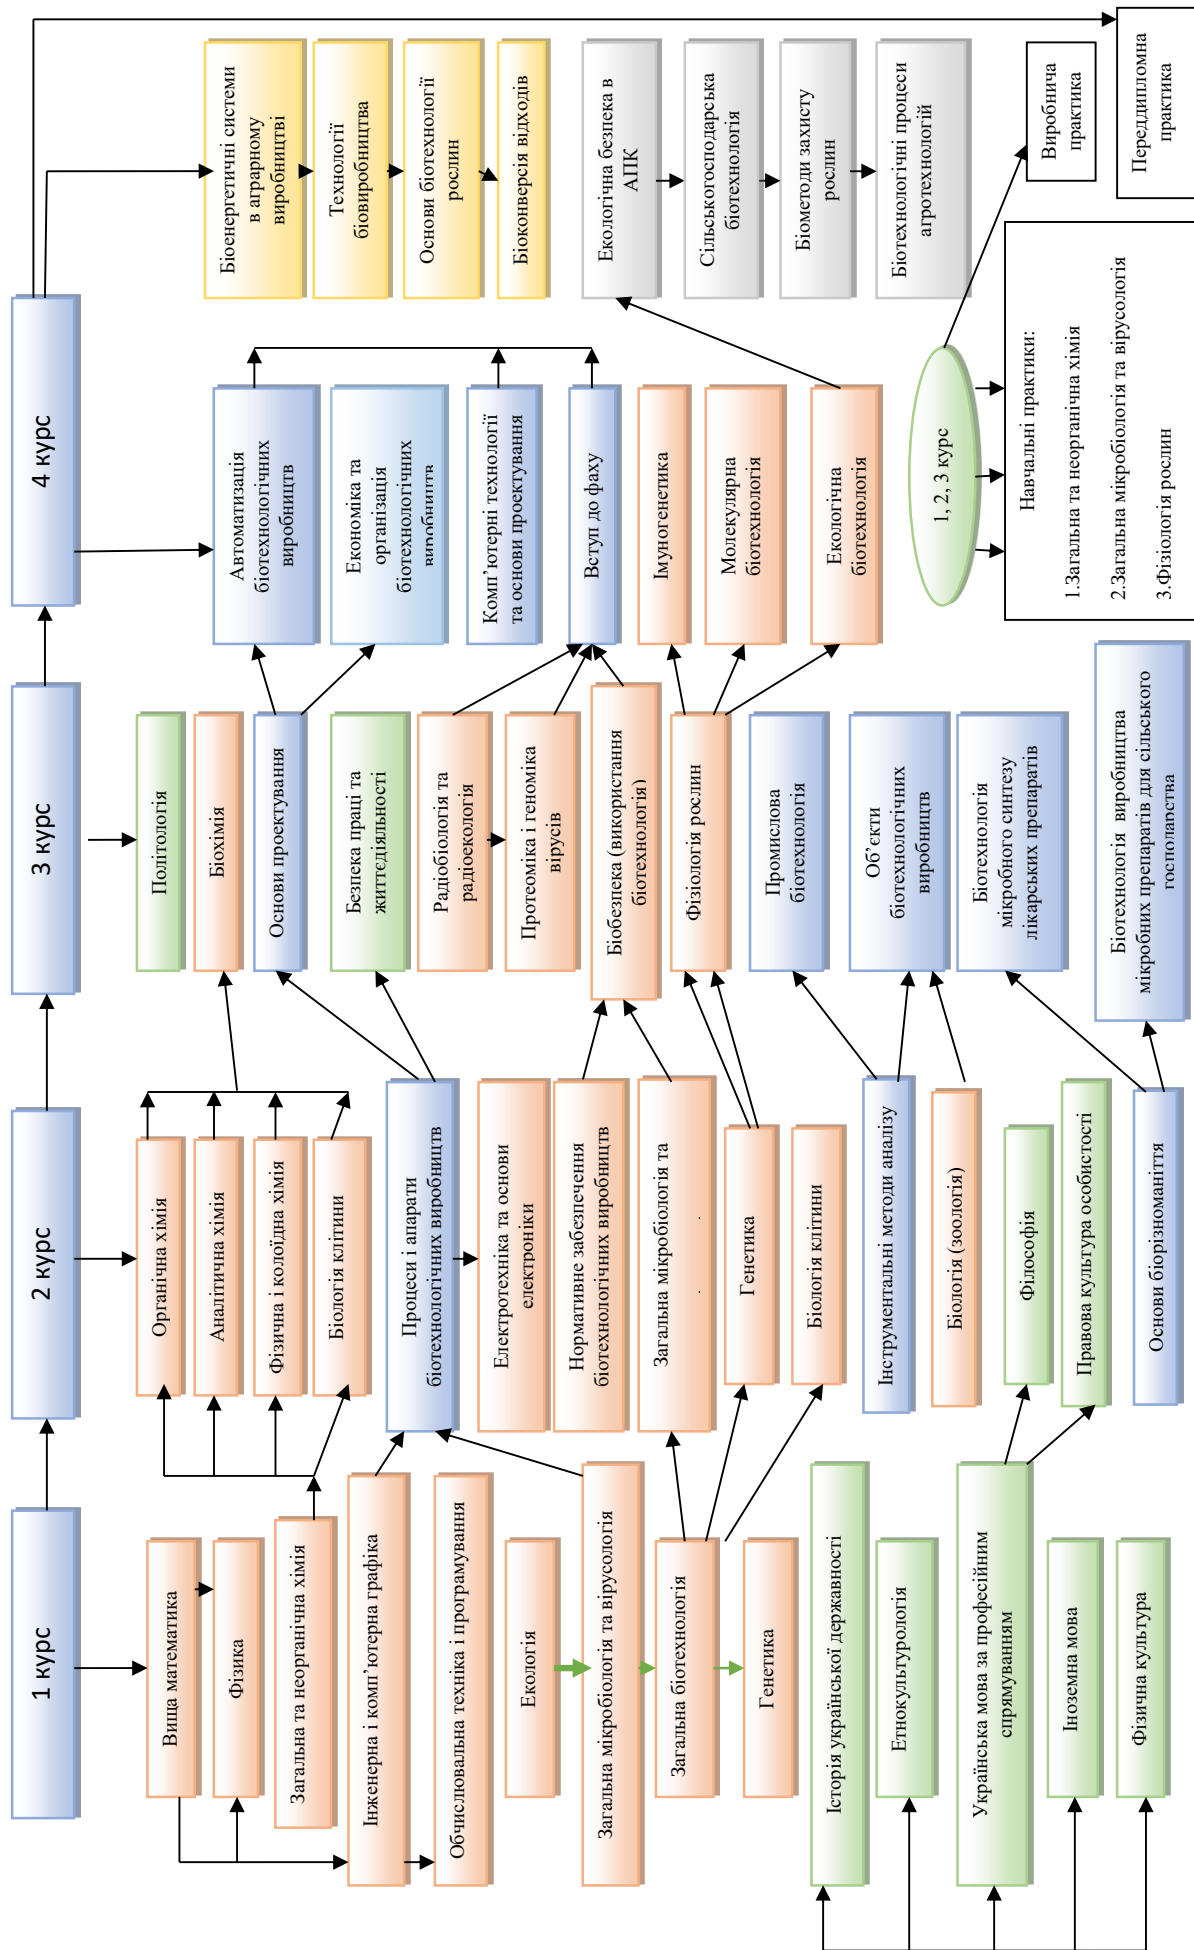 1 курс
2 курс
3 курс
4 курс
Вища математика
Фізика
Загальна та неорганічна хімія
Інженерна і комп’ютерна графіка
Обчислювальна техніка і програмування
Екологія
Загальна мікробіологія та вірусологія
Загальна біотехнологія
Генетика
Історія української державності
Етнокультурологія
Українська мова за професійним
спрямуванням
Іноземна мова
Фізична культура
Органічна хімія
Аналітична хімія
Фізична і колоїдна хімія
Біологія клітини
Процеси і апарати
біотехнологічних виробництв
Електротехніка та основи
електроніки
Нормативне забезпечення
біотехнологічних виробництв
Загальна мікробіологія та
Генетика
Біологія клітини
Інструментальні методи аналізу
Біологія (зоологія)
Філософія
Правова культура особистості
Основи біорізноманіття
Політологія
Біохімія
Основи проектування
Безпека праці та
життєдіяльності
Радіобіологія та
радіоекологія
Протеоміка і геноміка
вірусів
Біобезпека (використання
біотехнологія)
Фізіологія рослин
Промислова
біотехнологія
Об’єкти
біотехнологічних
виробництв
Біотехнологія
мікробного синтезу
лікарських препаратів
Біотехнологія виробництва
мікробних препаратів для сільського
господарства
Автоматизація
біотехнологічних
виробництв
Економіка та
організація
біотехнологічних
виробництв
Комп’ютерні технології
та основи проектування
Вступ до фаху
Імуногенетика
Молекулярна
біотехнологія
Екологічна
біотехнологія
Біоенергетичні системи
в аграрному
виробництві
Технології
біовиробництва
Основи біотехнології
рослин
Біоконверсія відходів
Екологічна безпека в
АПК
Сільськогосподарська
біотехнологія
Біометоди захисту
рослин
Біотехнологічні процеси
агротехнологій
1, 2, 3 курс
Навчальні практики:
1.Загальна та неорганічна хімія
2.Загальна мікробіологія та вірусологія
3.Фізіологія рослин
Виробнича
практика
Переддипломна
практика